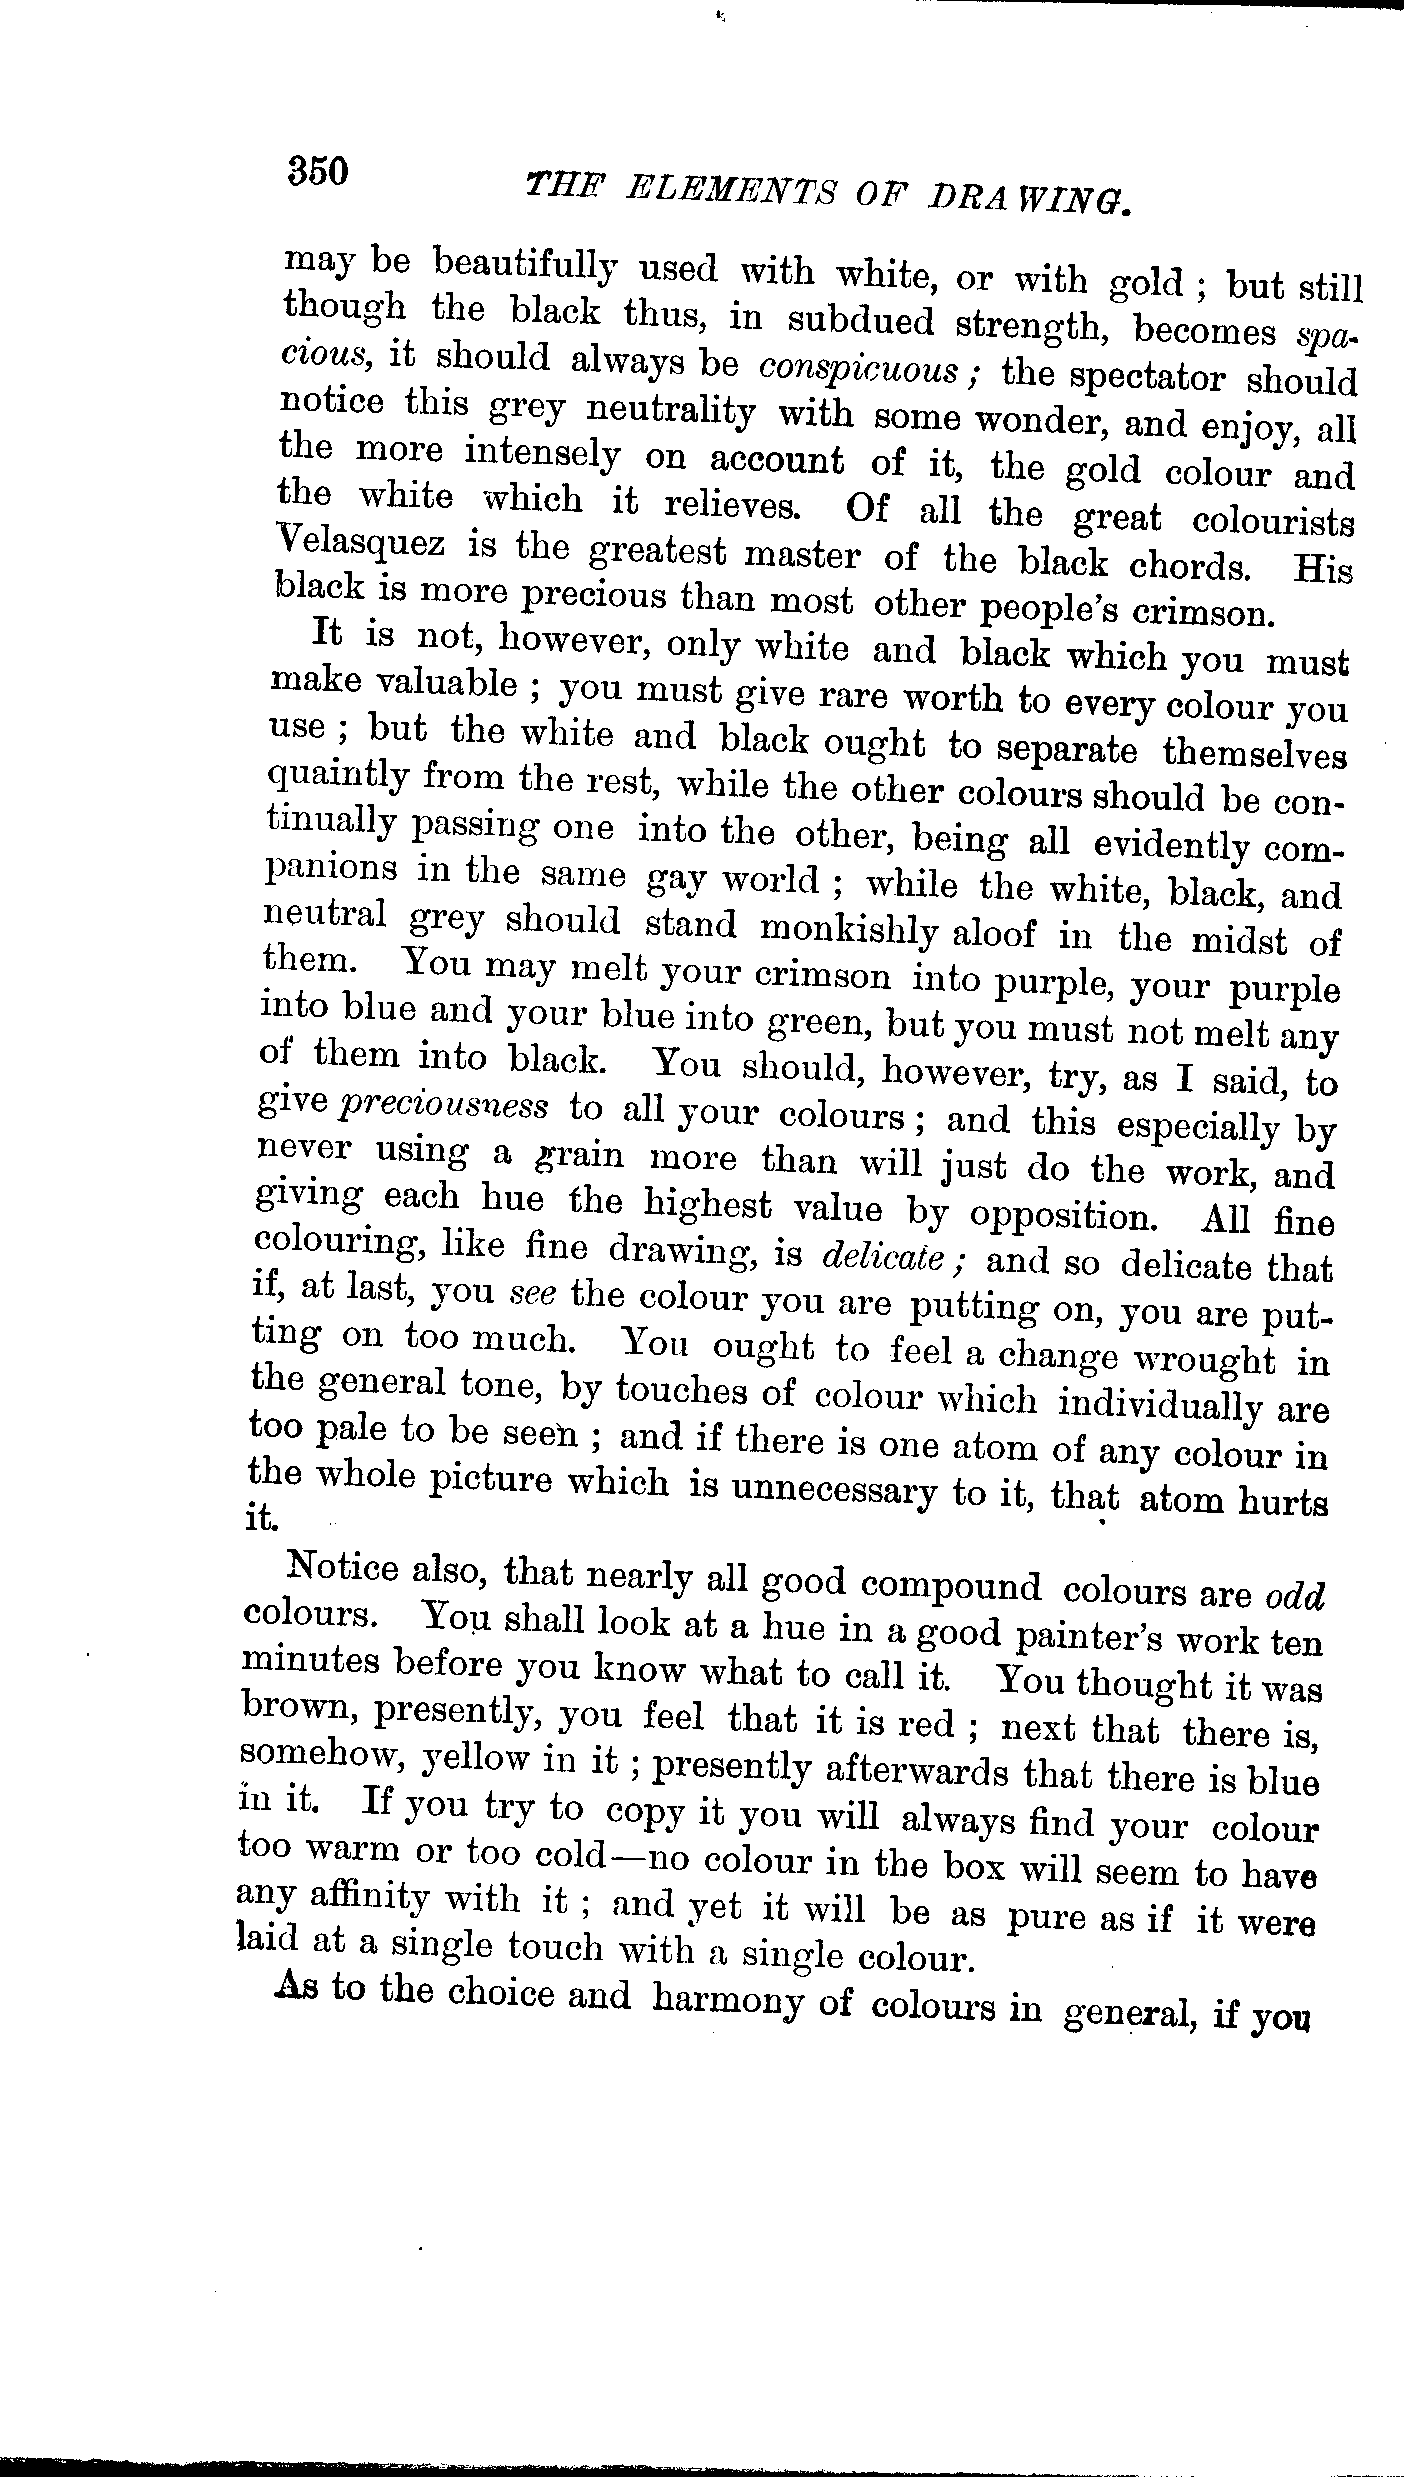 350
THE ELEMENTS OF DRAWING.
may be beautifully used with white, or with gold ; but still
though the black thus, in subdued strength, becomes spa-
cious, it should always be conspicuous ; the spectator should
notice this grey neutrality with some wonder, and enjoy, all
the more intensely on account of it, the gold colour and
the white which it relieves. Of all the great colourists
Velasquez is the greatest master of the black chords. His
black is more precious than most other people's crimson.
It is not, however, only white and black which you must
make valuable ; you must give rare worth to every colour you
use ; but the white and black ought to separate themselves
quaintly from the rest, while the other colours should be con-
tinually passing one into the other, being all evidently com-
panions in the same gay world ; while the white, black, and
neutral grey should stand monkishly aloof in the midst of
them. You may melt your crimson into purple, your purple
into blue and your blue into green, but you must not melt any
of them into black. You should, however, try, as I said, to
give preciousness to all your colours ; and this especially by
never using a grain more than will just do the work, and
giving each hue the highest value by opposition. All fine
colouring, like fine drawing, is delicate ; and so delicate that
if, at last, you see the colour you are putting on, you are put-
ting on too much. You ought to feel a change wrought in
the general tone, by touches of colour which individually are
too pale to be seen ; and if there is one atom of any colour in
the whole picture which is unnecessary to it, that atom hurts
it.
Notice also, that nearly all good compound colours are odd
colours. You shall look at a hue in a good painter's work ten
minutes before you know what to call it. You thought it was
brown, presently, you feel that it is red ; next that there is,
somehow, yellow in it ; presently afterwards that there is blue
in it. If you try to copy it you will always find your colour
too warm or too cold—no colour in the box will seem to have
any affinity with it ; and yet it will be as pure as if it were
laid at a single touch with a single colour.
As to the choice and harmony of colours in general, if you